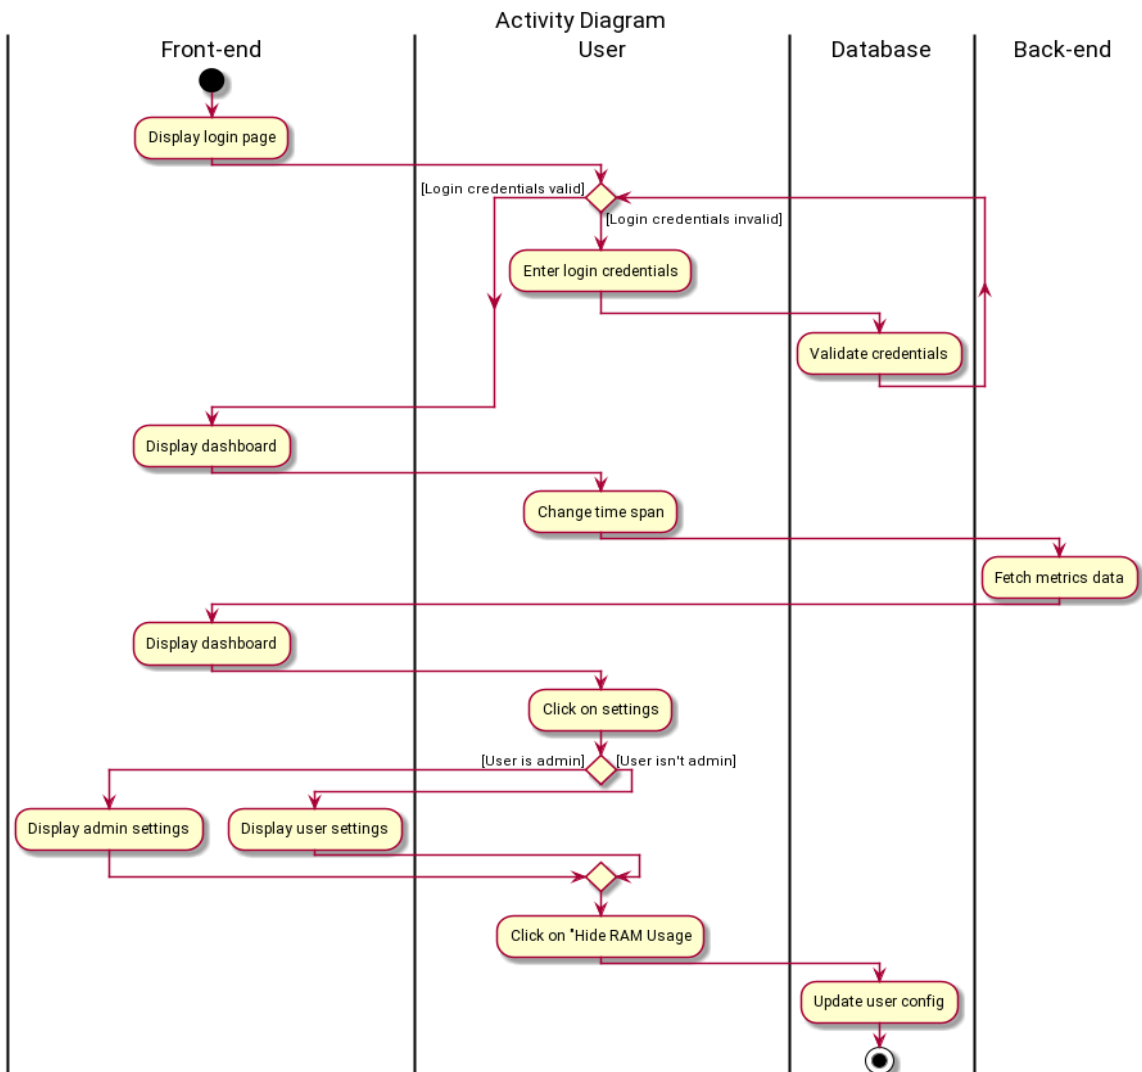 Activity Diagram
Front-end
User
Database
Back-end
Display login page
[Login credentials valid]
[Login credentials invalid]
Enter login credentials
Validate credentials
Display dashboard
Change time span
Fetch metrics data
Display dashboard
Click on settings
[User is admin]
[User isn't admin]
Display admin settings
Display user settings
Click on "Hide RAM Usage
Update user config